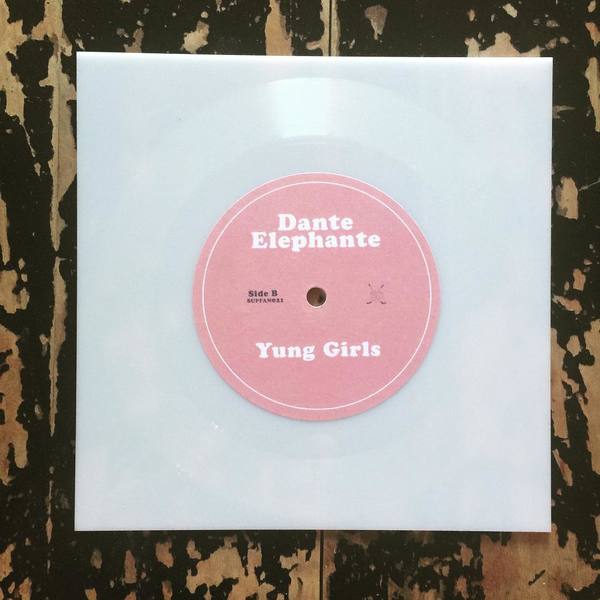 Dante
Elephante
Side B
SUPFAN021
Yung Girls